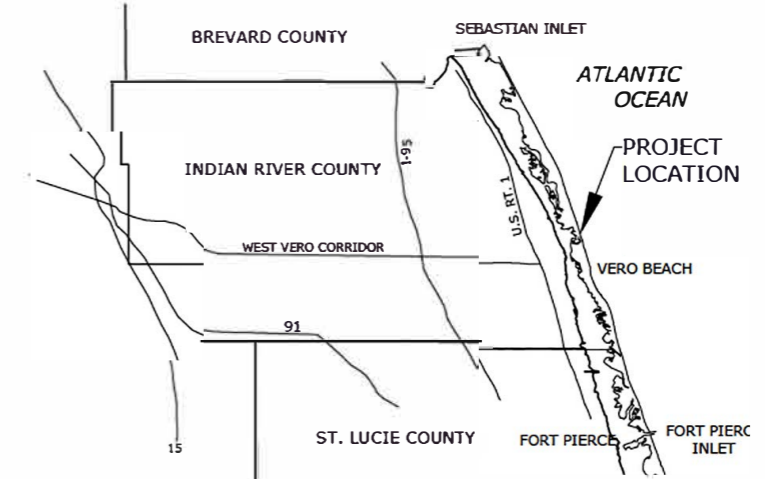 SEBASTIAN INLET
BREVARD COUNTY
ATLANTIC
OCEAN
PROJECT
LOCATION
I-95
INDIAN RIVER COUNTY
U.S. RT. 1
WEST VERO CORRIDOR
VERO BEACH
91
ST. LUCIE COUNTY
FORT PIERCE
FORT PIERC
INLET
15